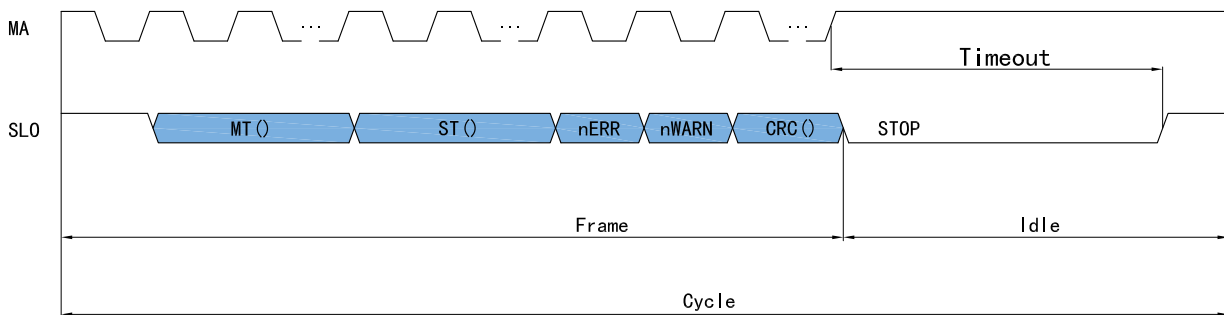 MA ... ... ...
Timeout
SLO MT() ST() nERR nWARN CRC() STOP
Frame Idle
Cycle